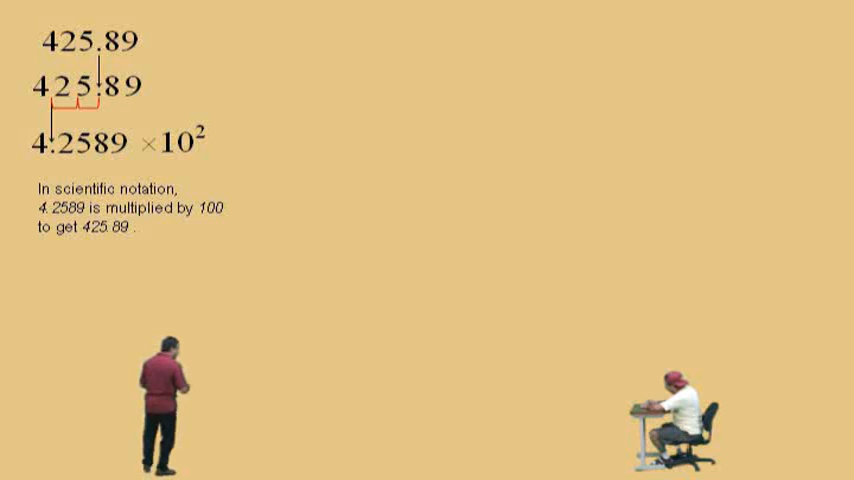 425.89
425.89
4.2589 ×10²
In scientific notation,
4.2589 is multiplied by 100
to get 425.89 .